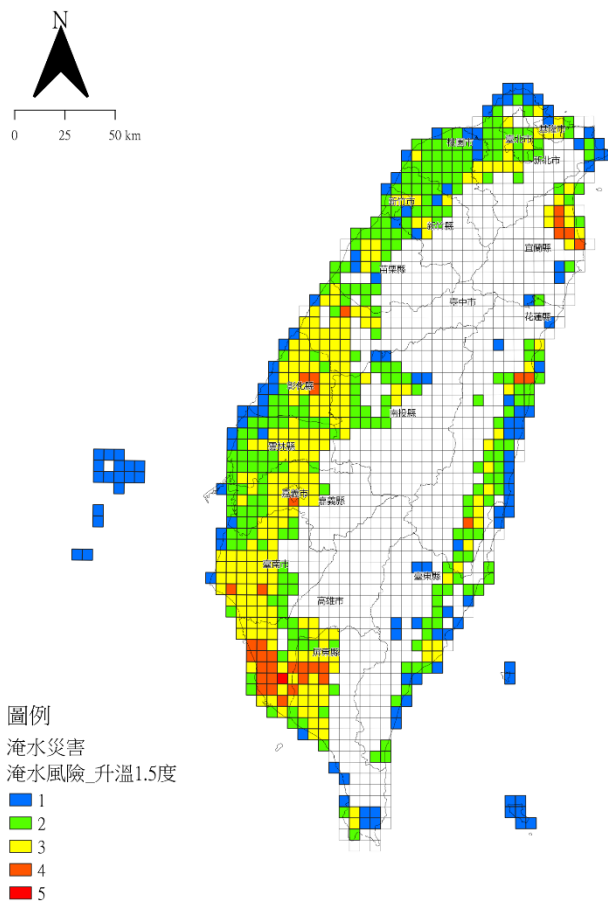 N
0 25 50 km
基隆市
臺北市
桃園市
新北市
新竹市
新竹縣
宜蘭縣
苗栗縣
臺中市
花蓮縣
彰化縣
南投縣
雲林縣
嘉義市
嘉義縣
臺南市
臺東縣
高雄市
屏東縣
圖例
淹水災害
淹水風險_升溫1.5度
1
2
3
4
5